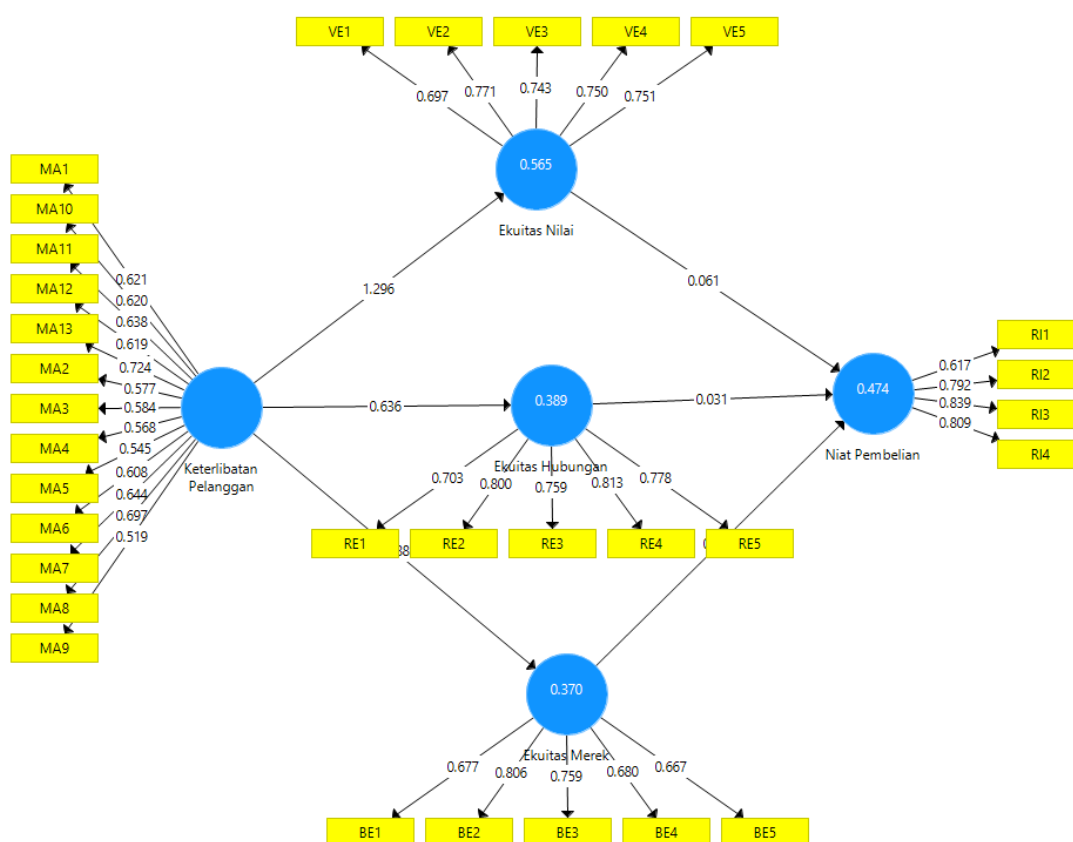 VE1
VE2
VE3
VE4
VE5
0.697
0.771
0.743
0.750
0.751
0.565
Ekuitas Nilai
MA1
MA10
MA11
MA12
MA13
MA2
MA3
MA4
MA5
MA6
MA7
MA8
MA9
0.621
0.620
0.638
0.619
0.724
0.577
0.584
0.568
0.545
0.608
0.644
0.697
0.519
Keterlibatan
Pelanggan
1.296
0.636
0.061
0.031
0.389
Ekuitas Hubungan
0.703
0.800
0.759
0.813
0.778
RE1
RE2
RE3
RE4
RE5
0.474
Niat Pembelian
0.617
0.792
0.839
0.809
RI1
RI2
RI3
RI4
0.370
Ekuitas Merek
0.677
0.806
0.759
0.680
0.667
BE1
BE2
BE3
BE4
BE5